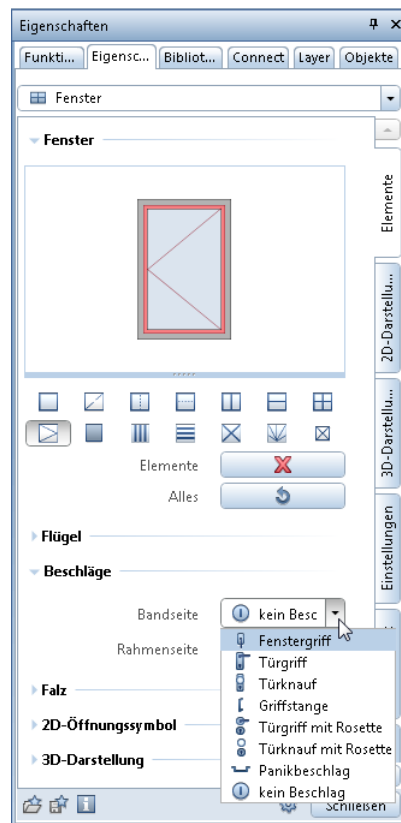 Eigenschaften
Funkti... Eigensc... Bibliot... Connect Layer Objekte
Fenster
Fenster
Elemente
2D-Darstellu...
3D-Darstellu...
Einstellungen
Elemente
Alles
Flügel
Beschläge
Bandseite kein Besc
Rahmenseite
Fenstergriff
Türgriff
Türknauf
Griffstange
Türgriff mit Rosette
Türknauf mit Rosette
Panikbeschlag
kein Beschlag
Falz
2D-Öffnungssymbol
3D-Darstellung
Schließen